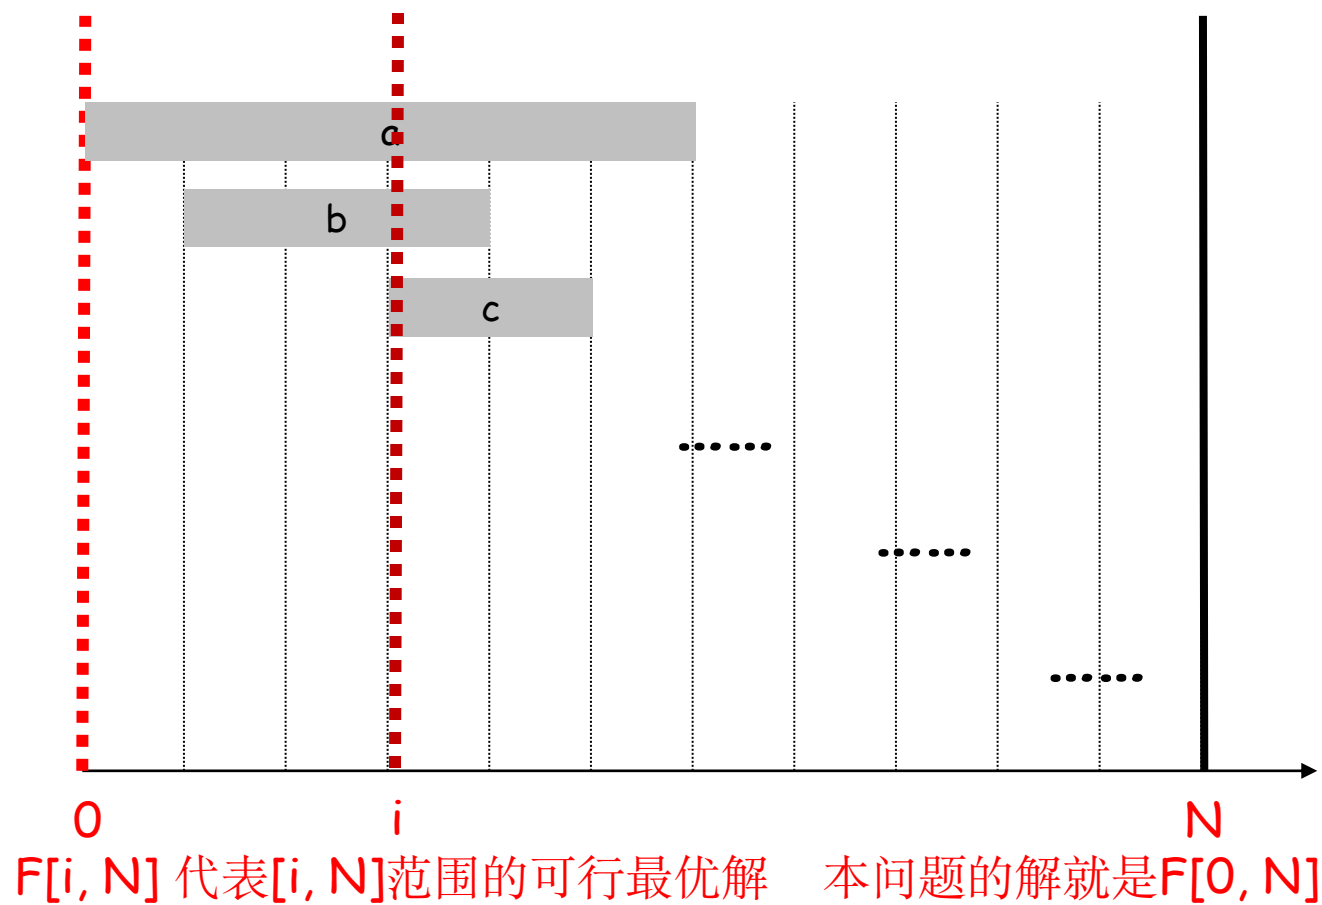 a
b
c
……
……
……
0 i N
F[i, N] 代表[i, N]范围的可行最优解 本问题的解就是F[0, N]